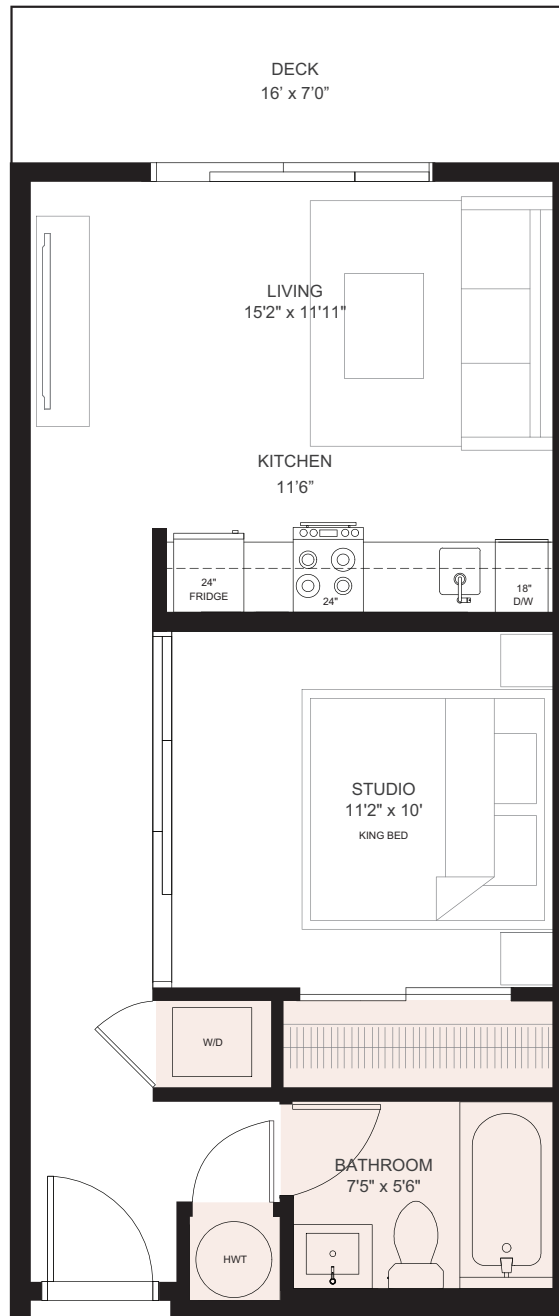 DECK
16' x 7'0”
LIVING
15'2" x 11'11"
KITCHEN
11’6”
24"
FRIDGE
24"
18"
D/W
STUDIO
11'2" x 10'
KING BED
W/D
BATHROOM
7'5" x 5'6"
HWT